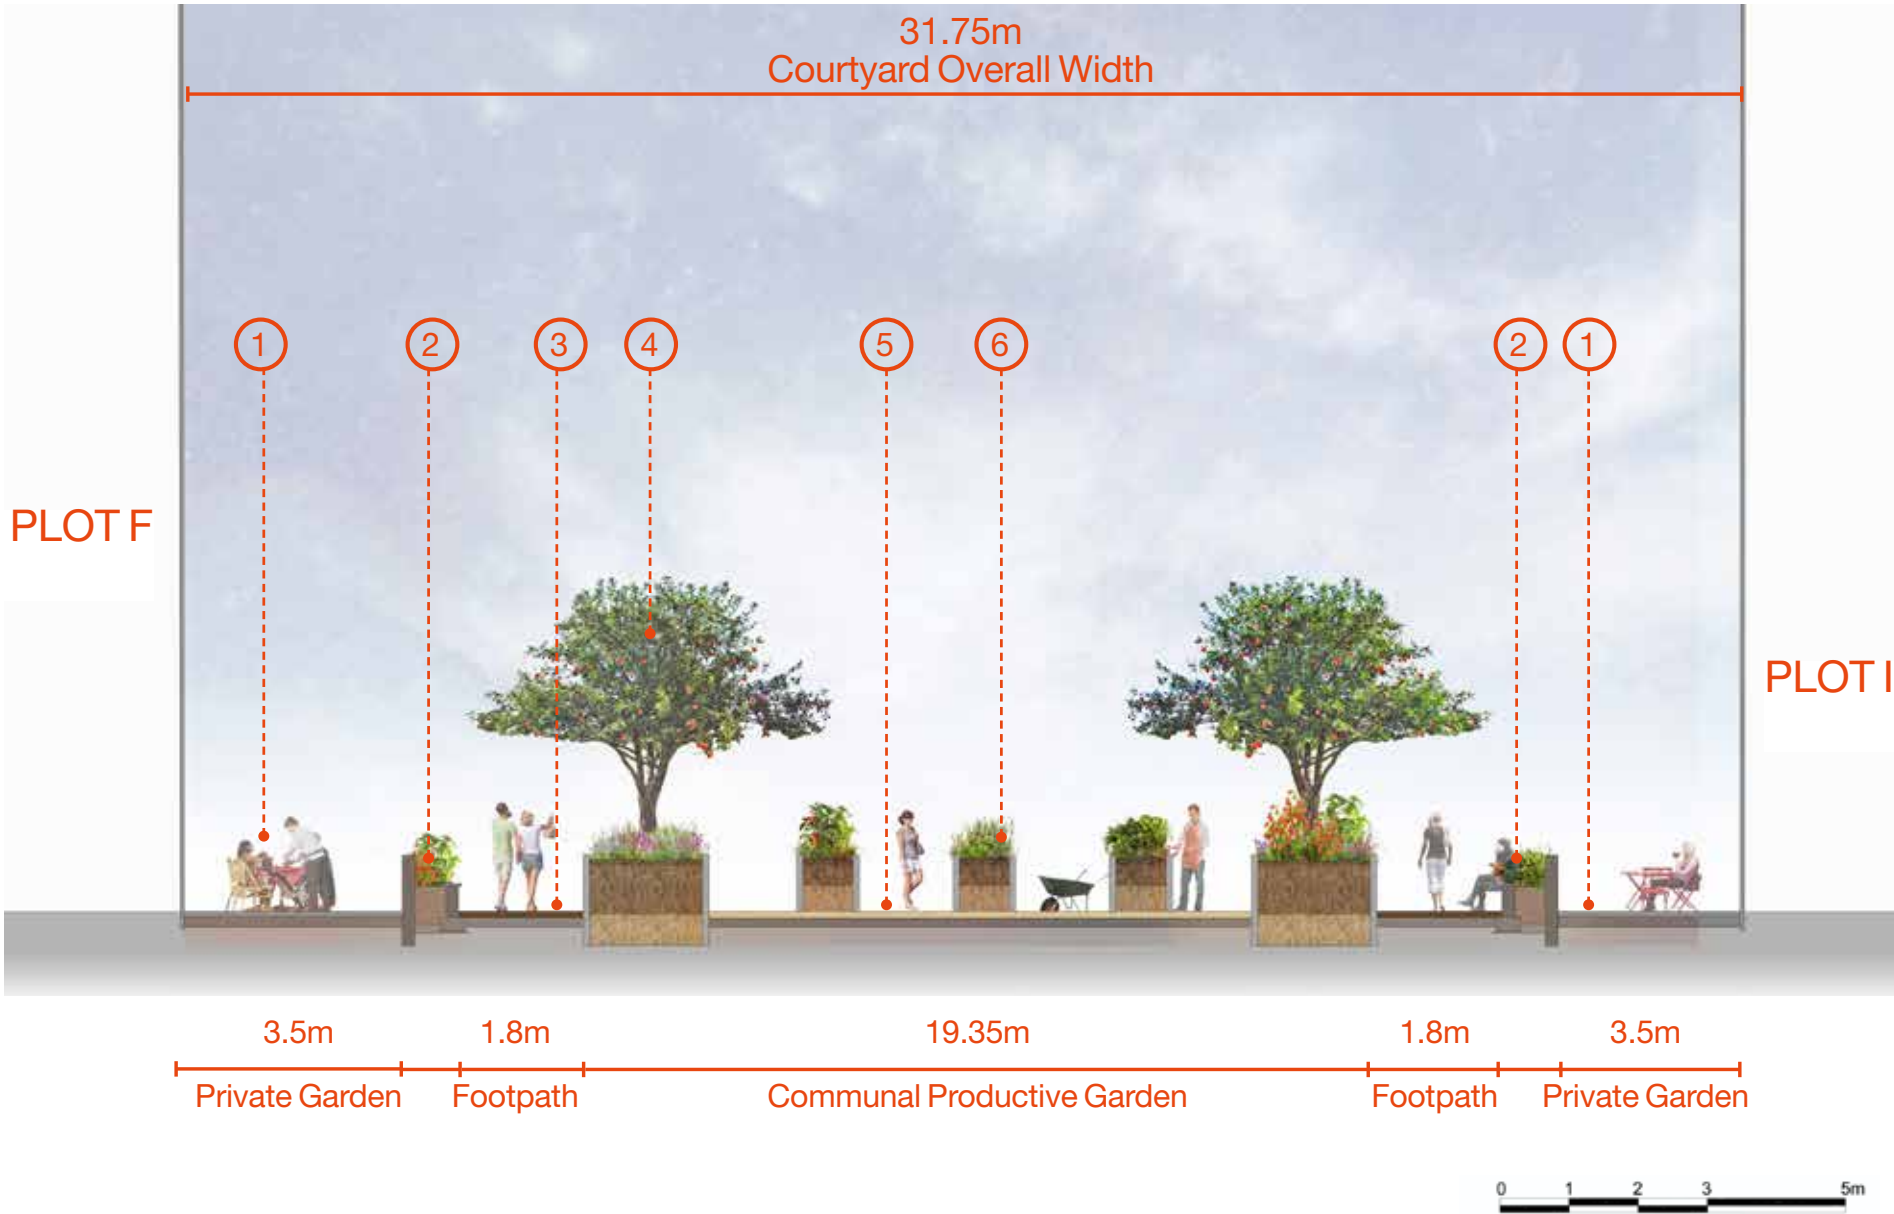 31.75m
Courtyard Overall Width
1
2
3
4
5
6
2
1
PLOT F
PLOT I
3.5m
1.8m
19.35m
1.8m
3.5m
Private Garden
Footpath
Communal Productive Garden
Footpath
Private Garden
0 1 2 3 5m